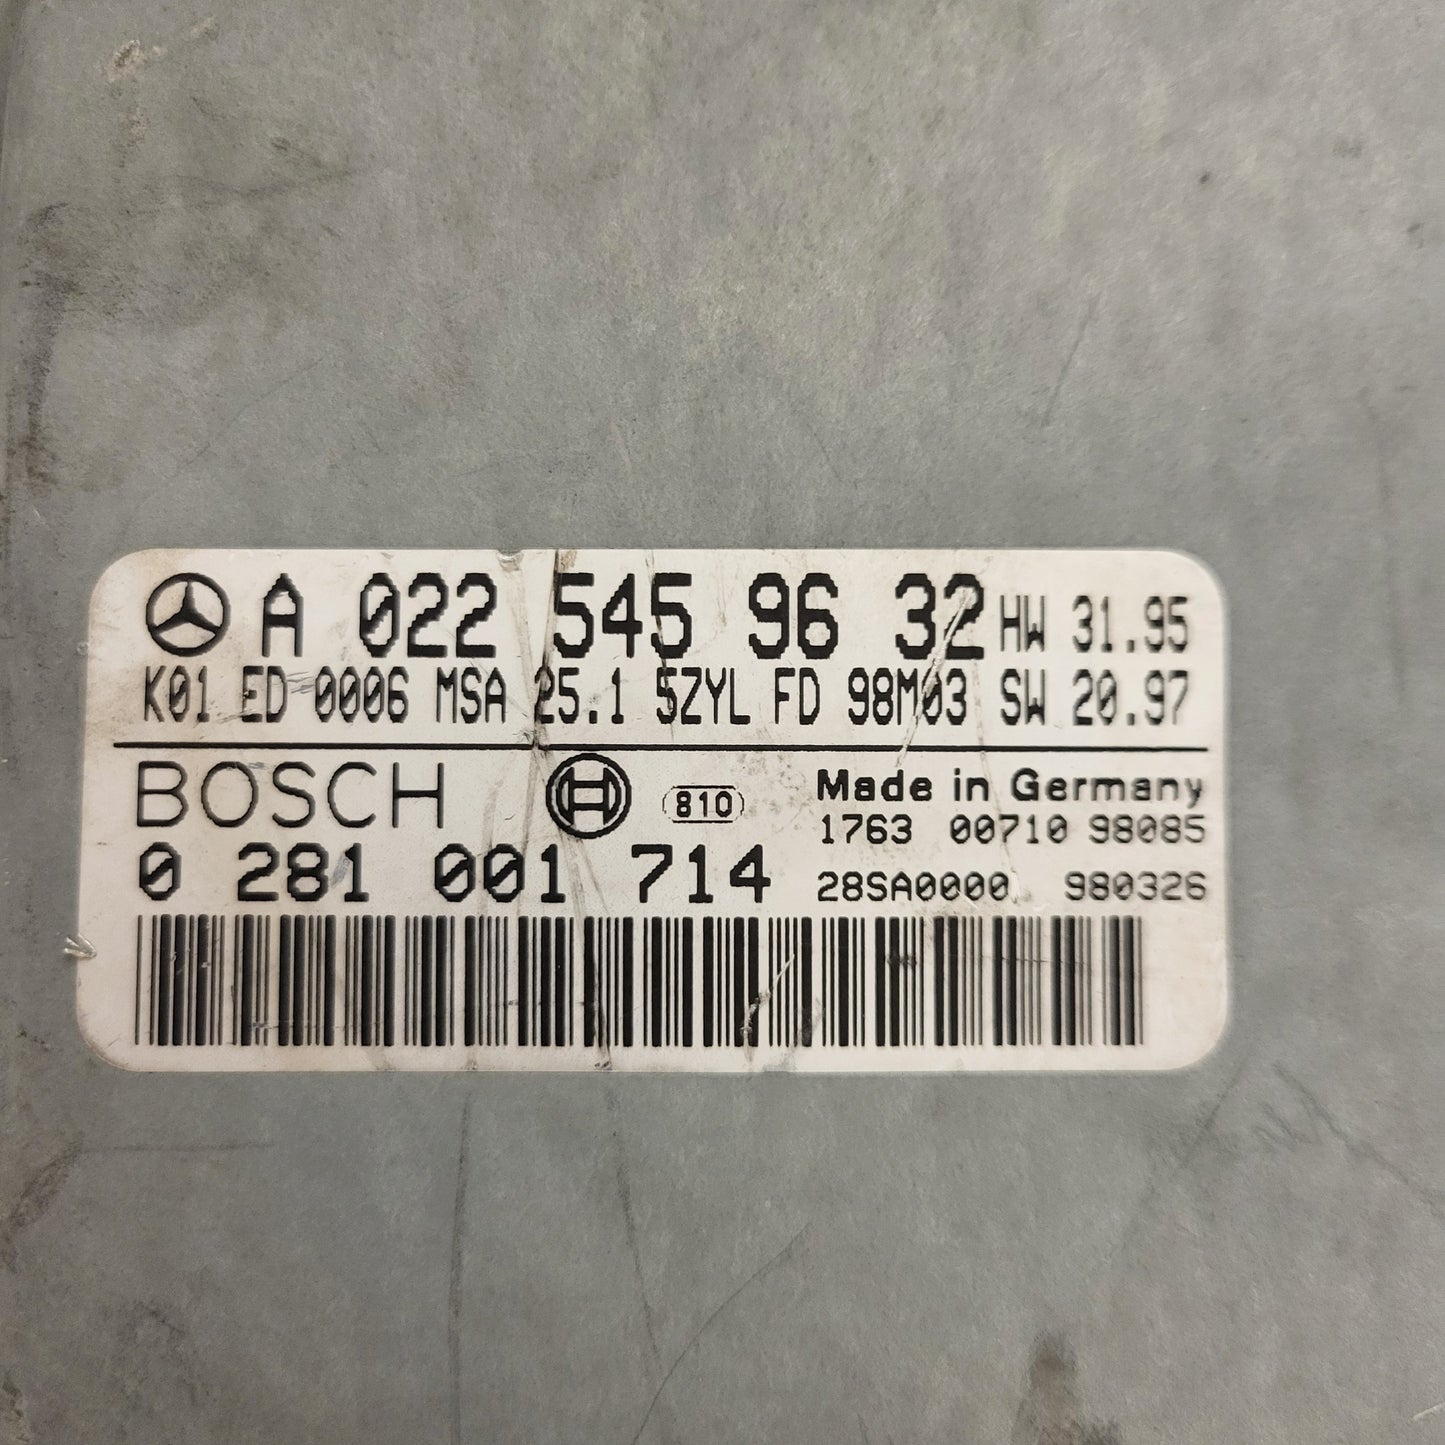 A 022 545 96 32 HW 31.95
K01 ED 0006 MSA 25.1 5ZYL FD 98M03 SW 20.97
BOSCH 810 Made in Germany
1763 00710 98085
0 281 001 714 28SA0000 980326